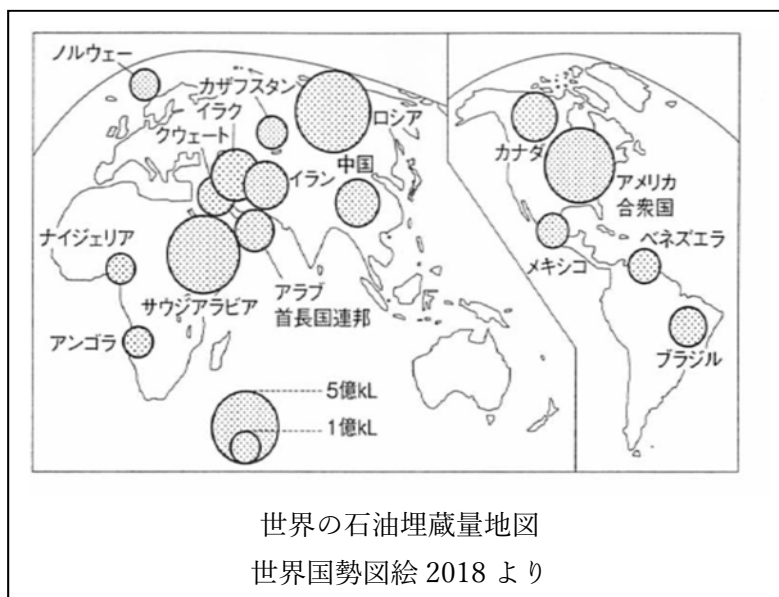 ノルウェー
カザフスタン
イラク
クウェート
ロシア
中国
イラン
カナダ
アメリカ
合衆国
ナイジェリア
メキシコ
ベネズエラ
サウジアラビア
アラブ
首長国連邦
アンゴラ
ブラジル
5億kL
1億kL
世界の石油埋蔵量地図
世界国勢図絵 2018 より